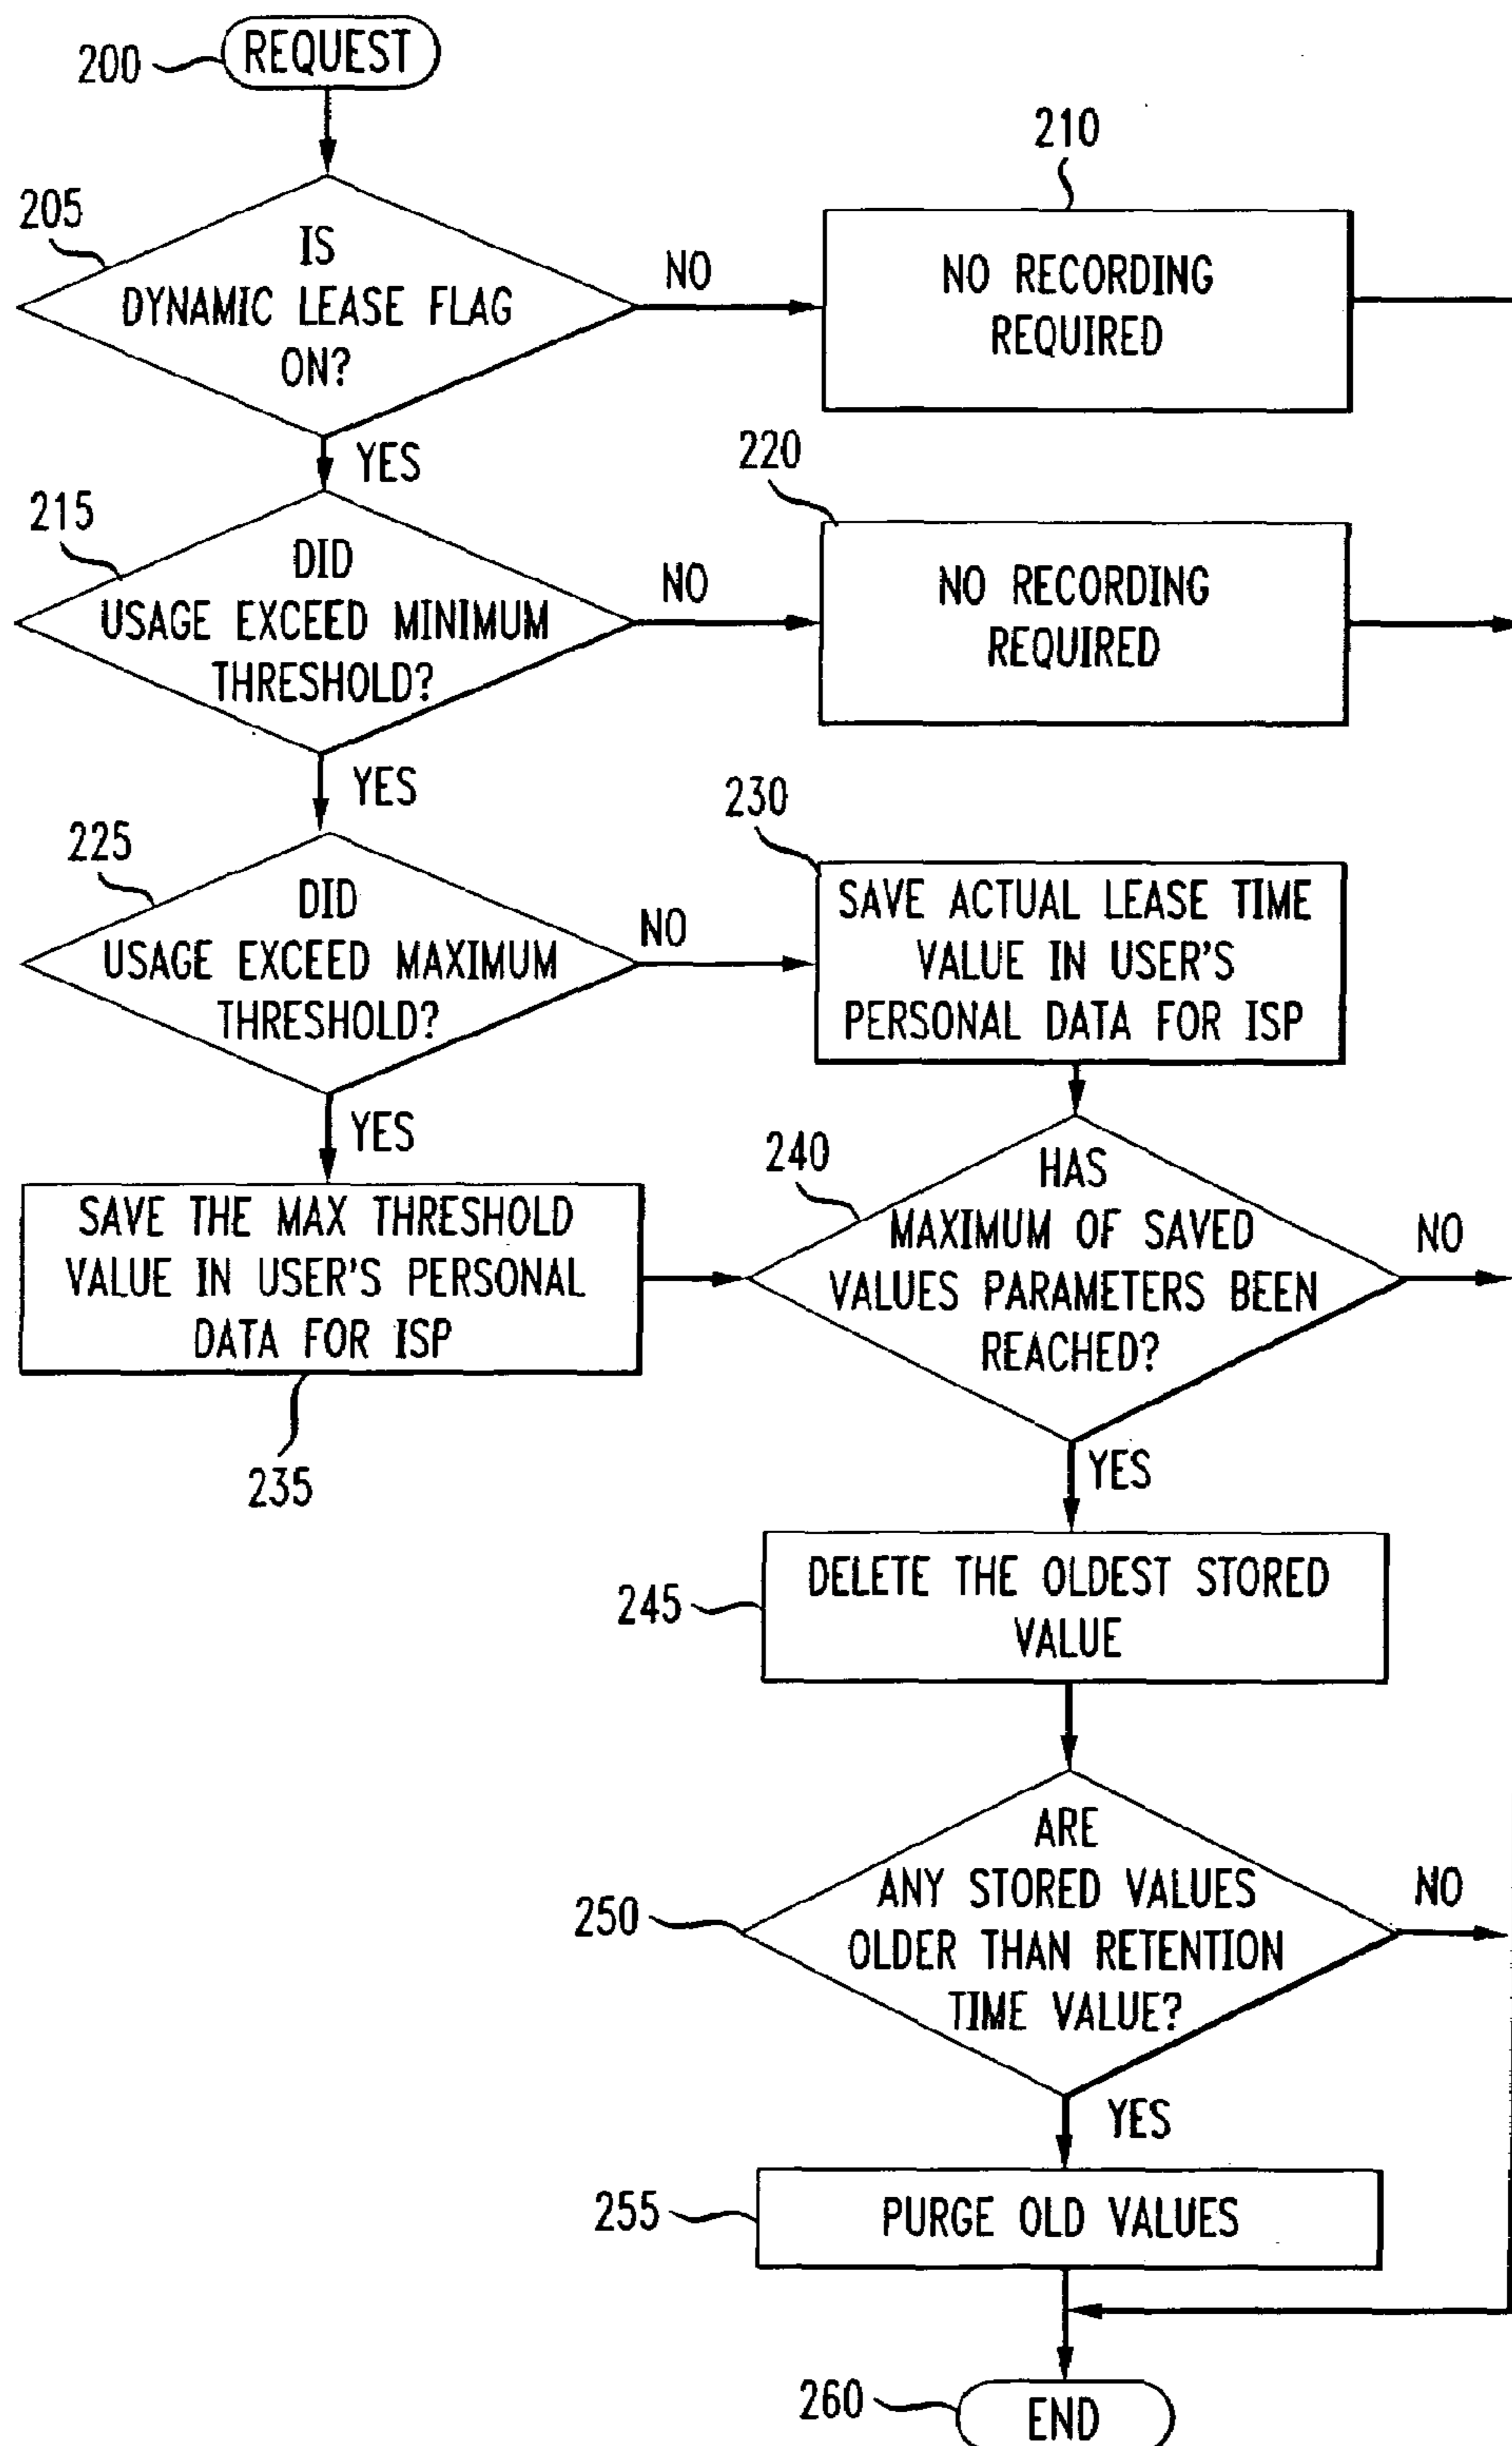 200
REQUEST
205
IS
DYNAMIC LEASE FLAG
ON?
NO
210
NO RECORDING
REQUIRED
YES
215
DID
USAGE EXCEED MINIMUM
THRESHOLD?
NO
220
NO RECORDING
REQUIRED
YES
225
DID
USAGE EXCEED MAXIMUM
THRESHOLD?
NO
230
SAVE ACTUAL LEASE TIME
VALUE IN USER'S
PERSONAL DATA FOR ISP
YES
SAVE THE MAX THRESHOLD
VALUE IN USER'S PERSONAL
DATA FOR ISP
235
240
HAS
MAXIMUM OF SAVED
VALUES PARAMETERS BEEN
REACHED?
NO
YES
245
DELETE THE OLDEST STORED
VALUE
250
ARE
ANY STORED VALUES
OLDER THAN RETENTION
TIME VALUE?
NO
YES
255
PURGE OLD VALUES
260
END